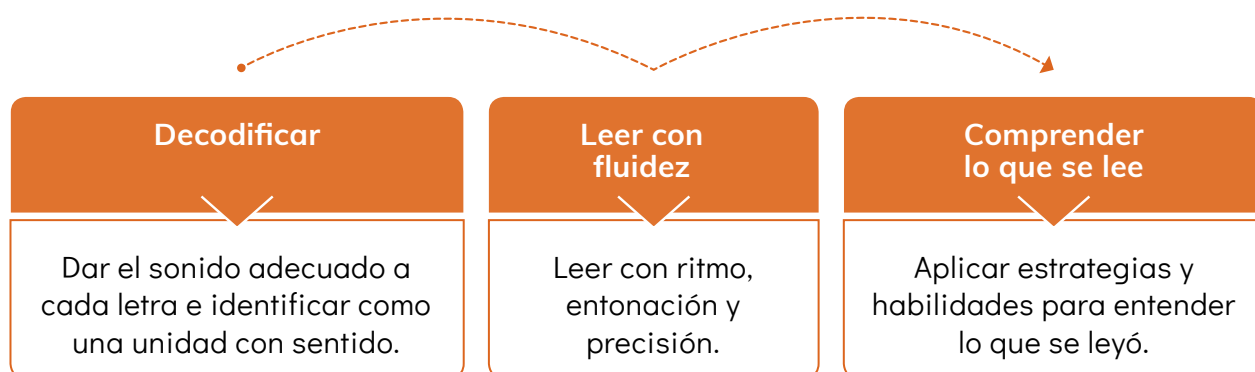 Decodificar
Dar el sonido adecuado a
cada letra e identificar como
una unidad con sentido.
Leer con
fluidez
Leer con ritmo,
entonación y
precisión.
Comprender
lo que se lee
Aplicar estrategias y
habilidades para entender
lo que se leyó.